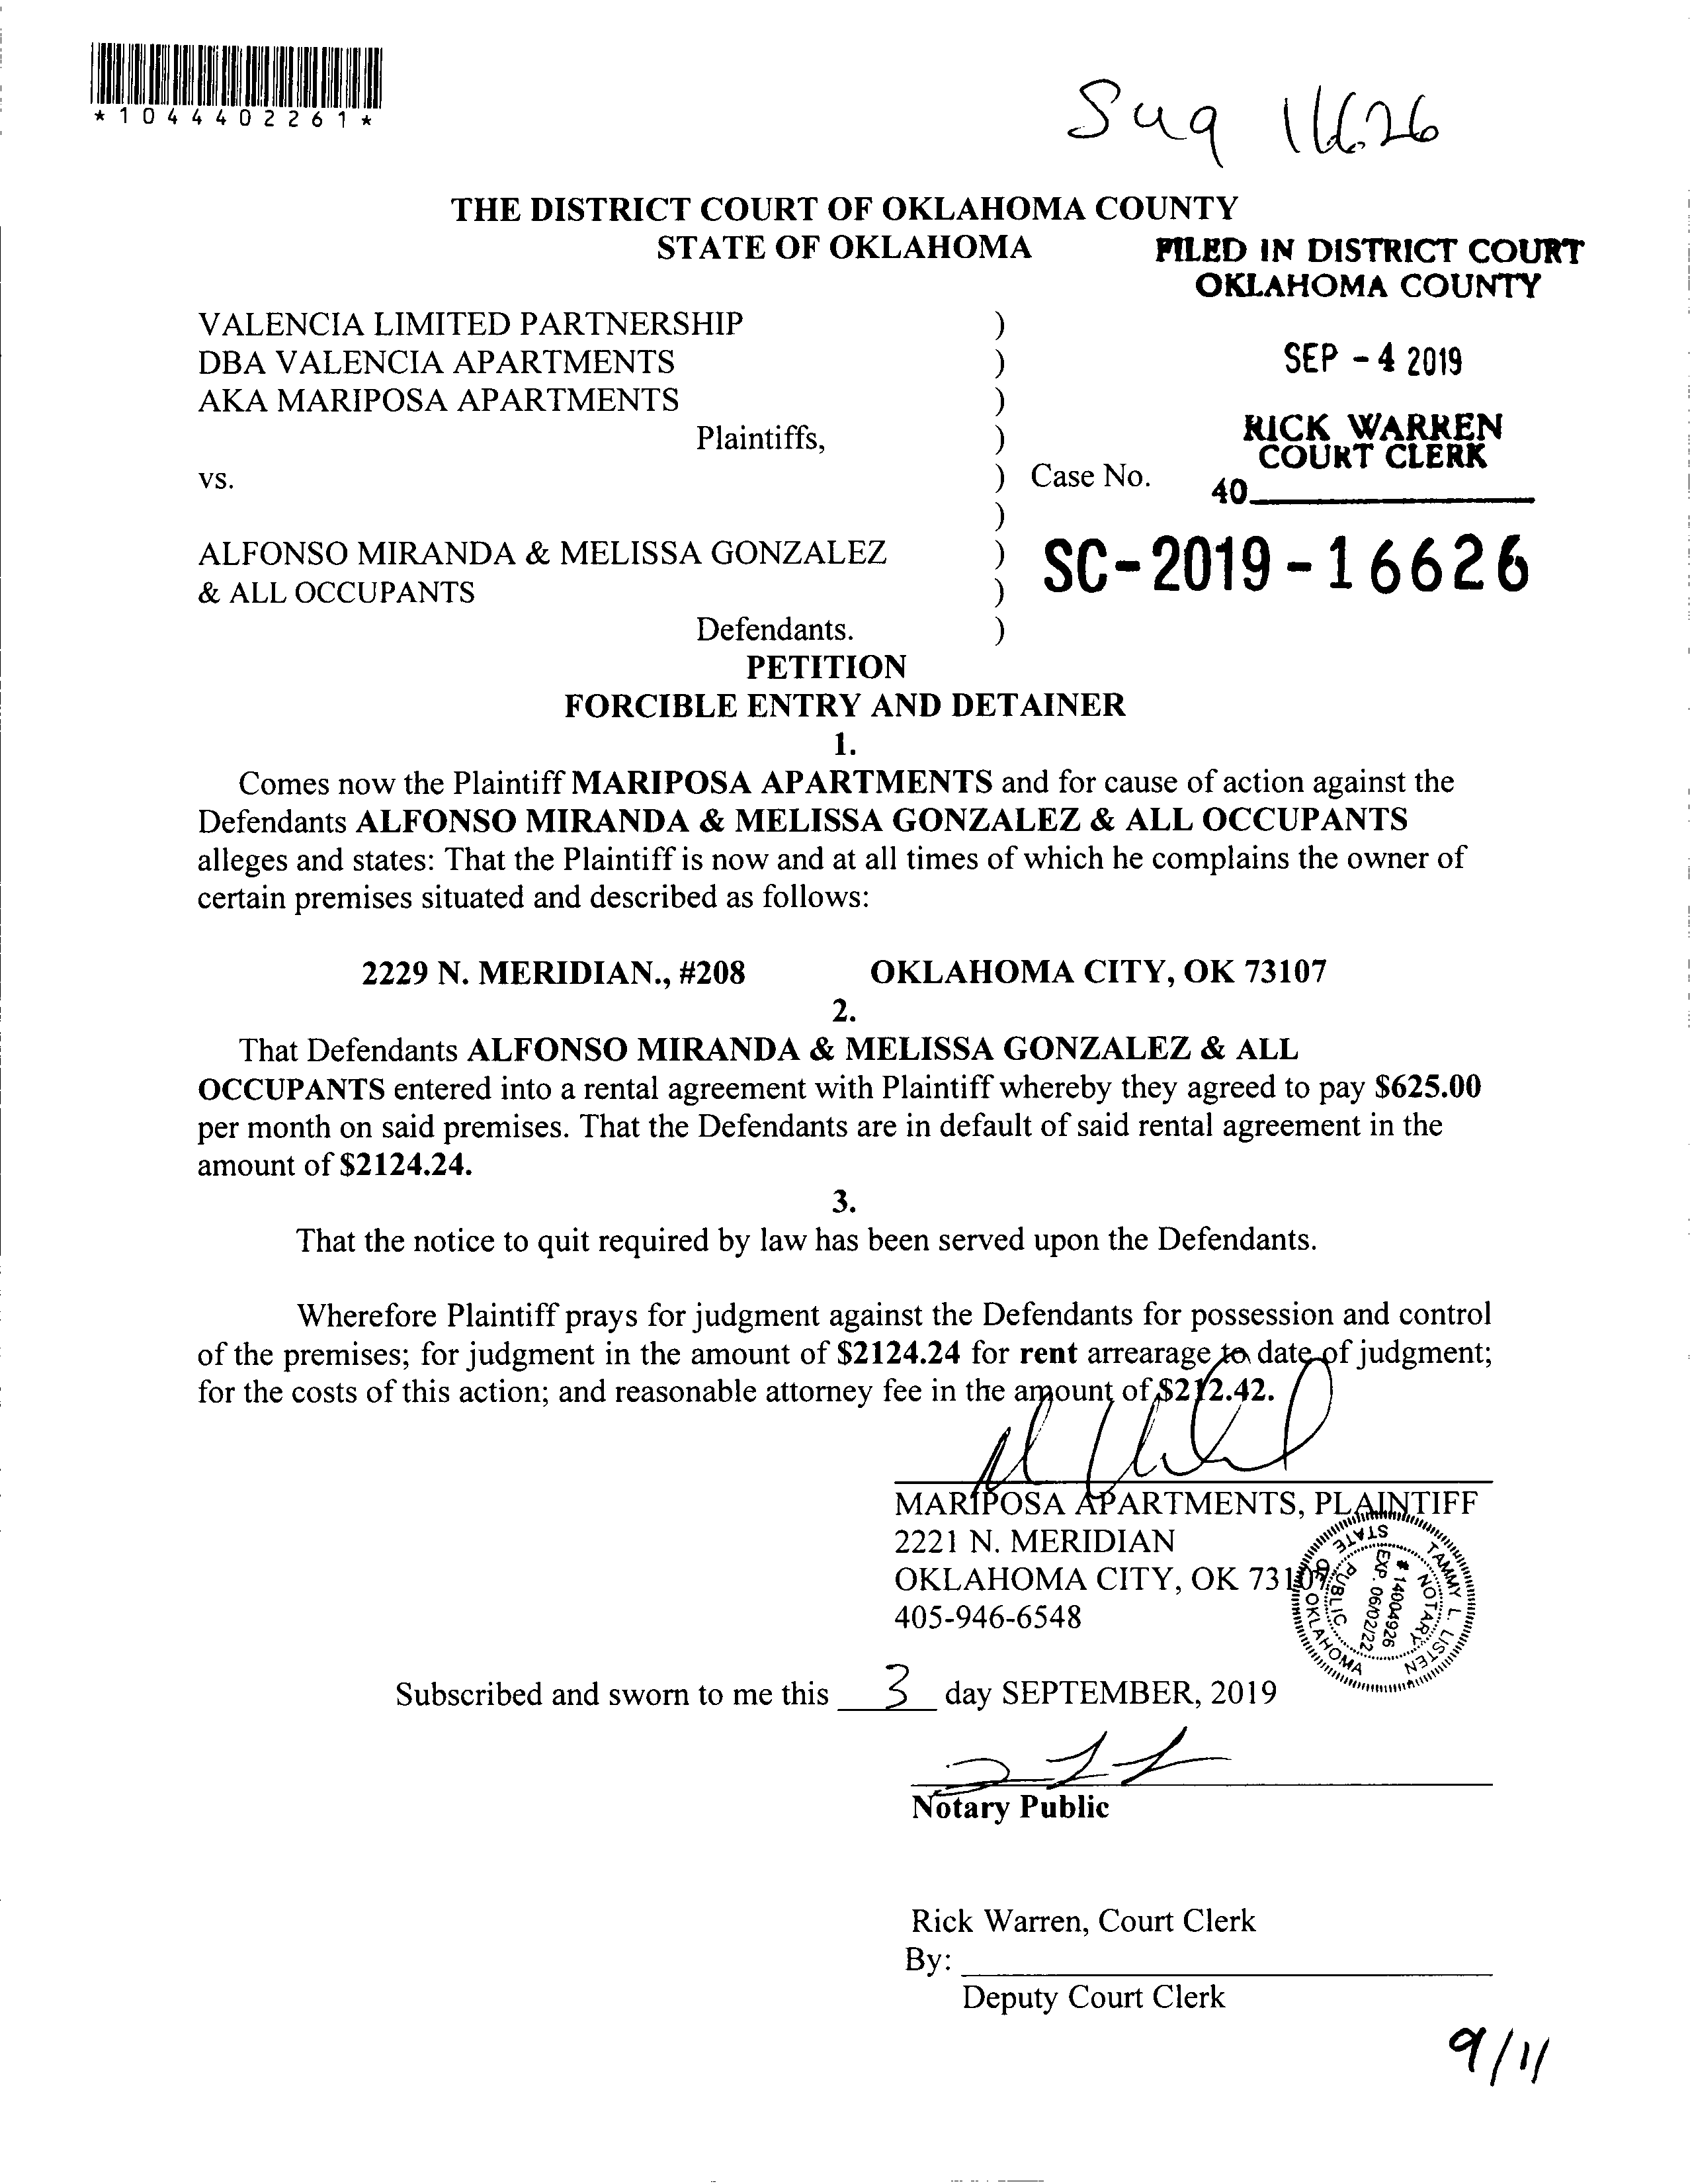 *1044402261*
THE DISTRICT COURT OF OKLAHOMA COUNTY
STATE OF OKLAHOMA
FILED IN DISTRICT COURT
OKLAHOMA COUNTY
SEP - 4 2019
RICK WARREN
COURT CLERK
40
VALENCIA LIMITED PARTNERSHIP )
DBA VALENCIA APARTMENTS )
AKA MARIPOSA APARTMENTS )
Plaintiffs, )
vs. ) Case No.
)
ALFONSO MIRANDA & MELISSA GONZALEZ ) SC-2019-16626
& ALL OCCUPANTS )
Defendants. )
PETITION
FORCIBLE ENTRY AND DETAINER
1.
Comes now the Plaintiff MARIPOSA APARTMENTS and for cause of action against the
Defendants ALFONSO MIRANDA & MELISSA GONZALEZ & ALL OCCUPANTS
alleges and states: That the Plaintiff is now and at all times of which he complains the owner of
certain premises situated and described as follows:
2229 N. MERIDIAN., #208 OKLAHOMA CITY, OK 73107
2.
That Defendants ALFONSO MIRANDA & MELISSA GONZALEZ & ALL
OCCUPANTS entered into a rental agreement with Plaintiff whereby they agreed to pay $625.00
per month on said premises. That the Defendants are in default of said rental agreement in the
amount of $2124.24.
3.
That the notice to quit required by law has been served upon the Defendants.
Wherefore Plaintiff prays for judgment against the Defendants for possession and control
of the premises; for judgment in the amount of $2124.24 for rent arrearage to date of judgment;
for the costs of this action; and reasonable attorney fee in the amount of $212.42.
MARIPOSA APARTMENTS, PLAINTIFF
2221 N. MERIDIAN
OKLAHOMA CITY, OK 73107
405-946-6548
TAMMY L. LISTEN
NOTARY PUBLIC
STATE OF OKLAHOMA
# 14004926
EXP. 06/02/22
Subscribed and sworn to me this 3 day SEPTEMBER, 2019
Notary Public
Rick Warren, Court Clerk
By:
Deputy Court Clerk
9/11